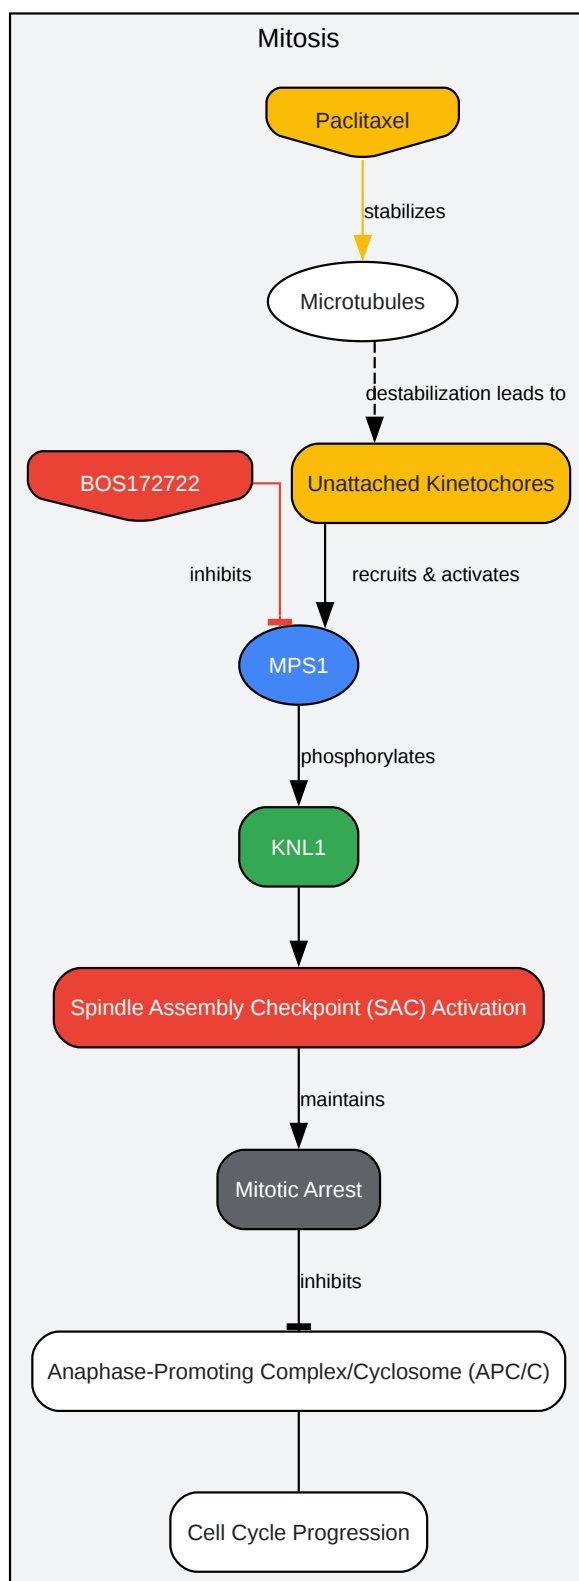 Mitosis
Paclitaxel
stabilizes
Microtubules
destabilization leads to
BOS172722
Unattached Kinetochores
inhibits
recruits & activates
MPS1
phosphorylates
KNL1
Spindle Assembly Checkpoint (SAC) Activation
maintains
Mitotic Arrest
inhibits
Anaphase-Promoting Complex/Cyclosome (APC/C)
Cell Cycle Progression